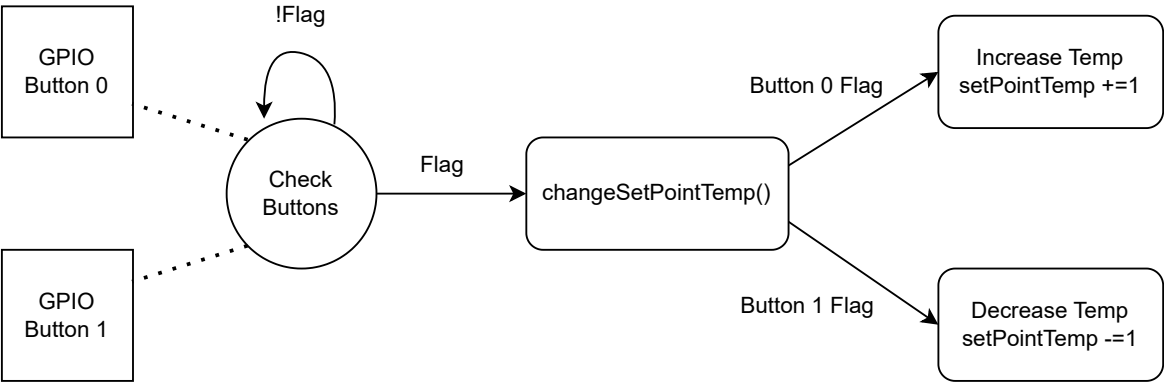 !Flag
GPIO
Button 0
Increase Temp
setPointTemp +=1
Button 0 Flag
Flag
Check
Buttons
changeSetPointTemp()
GPIO
Button 1
Button 1 Flag
Decrease Temp
setPointTemp -=1